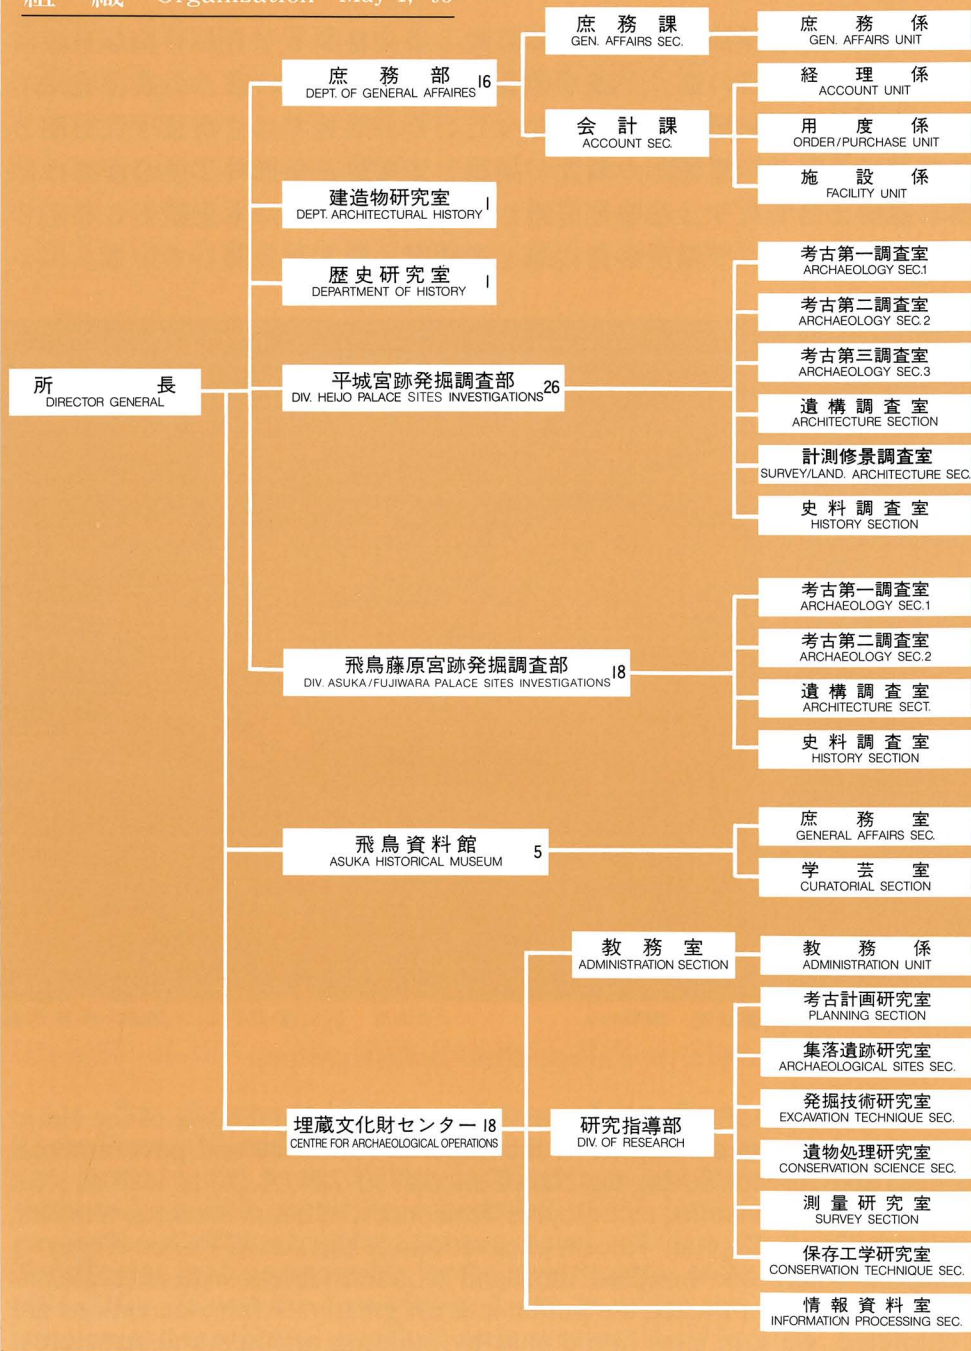 組織 Organization May 1,
庶務課
GEN. AFFAIRS SEC.
庶務係
GEN. AFFAIRS UNIT
庶務部 16
DEPT. OF GENERAL AFFAIRES
経理係
ACCOUNT UNIT
会計課
ACCOUNT SEC.
用度係
ORDER/PURCHASE UNIT
施設係
FACILITY UNIT
建造物研究室 1
DEPT. ARCHITECTURAL HISTORY
歴史研究室 1
DEPARTMENT OF HISTORY
所長
DIRECTOR GENERAL
平城宮跡発掘調査部 26
DIV. HEIJO PALACE SITES INVESTIGATIONS
考古第一調査室
ARCHAEOLOGY SEC.1
考古第二調査室
ARCHAEOLOGY SEC.2
考古第三調査室
ARCHAEOLOGY SEC.3
遺構調査室
ARCHITECTURE SECTION
計測修景調査室
SURVEY/LAND. ARCHITECTURE SEC.
史料調査室
HISTORY SECTION
飛鳥藤原宮跡発掘調査部 18
DIV. ASUKA/FUJIWARA PALACE SITES INVESTIGATIONS
考古第一調査室
ARCHAEOLOGY SEC.1
考古第二調査室
ARCHAEOLOGY SEC.2
遺構調査室
ARCHITECTURE SECT.
史料調査室
HISTORY SECTION
飛鳥資料館 5
ASUKA HISTORICAL MUSEUM
庶務室
GENERAL AFFAIRS SEC.
学芸室
CURATORIAL SECTION
埋蔵文化財センター 18
CENTRE FOR ARCHAEOLOGICAL OPERATIONS
教務室
ADMINISTRATION SECTION
教務係
ADMINISTRATION UNIT
研究指導部
DIV. OF RESEARCH
考古計画研究室
PLANNING SECTION
集落遺跡研究室
ARCHAEOLOGICAL SITES SEC.
発掘技術研究室
EXCAVATION TECHNIQUE SEC.
遺物処理研究室
CONSERVATION SCIENCE SEC.
測量研究室
SURVEY SECTION
保存工学研究室
CONSERVATION TECHNIQUE SEC.
情報資料室
INFORMATION PROCESSING SEC.